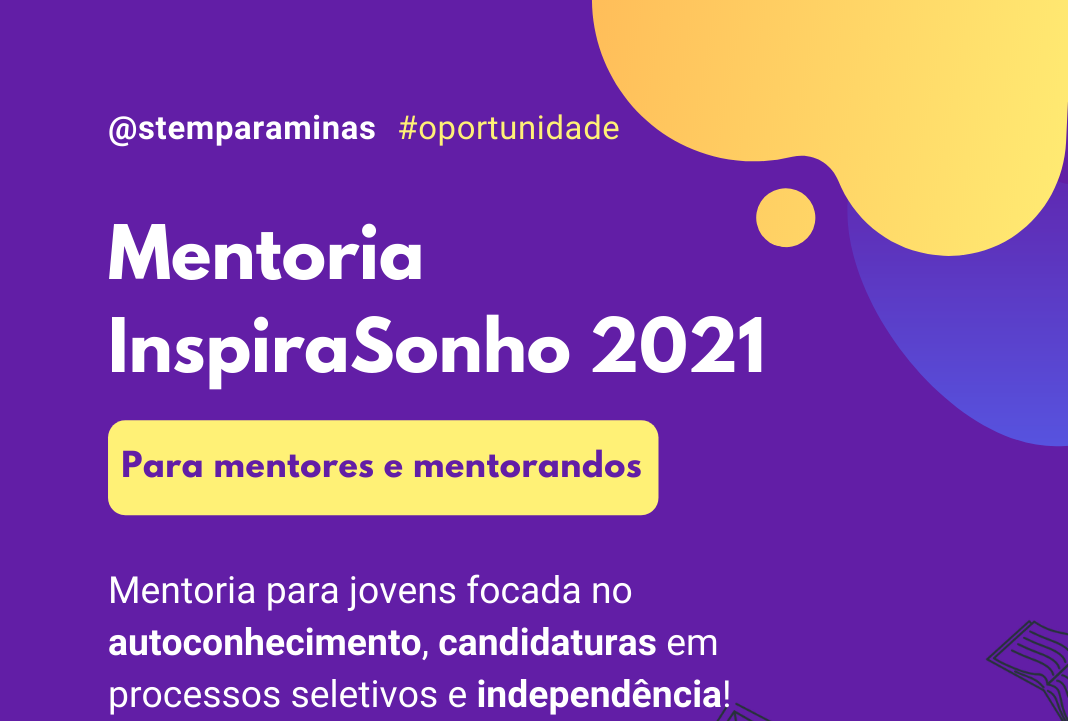 @stemparaminas #oportunidade
Mentoria
InspiraSonho 2021
Para mentores e mentorandos
Mentoria para jovens focada no
autoconhecimento, candidaturas em
processos seletivos e independência!